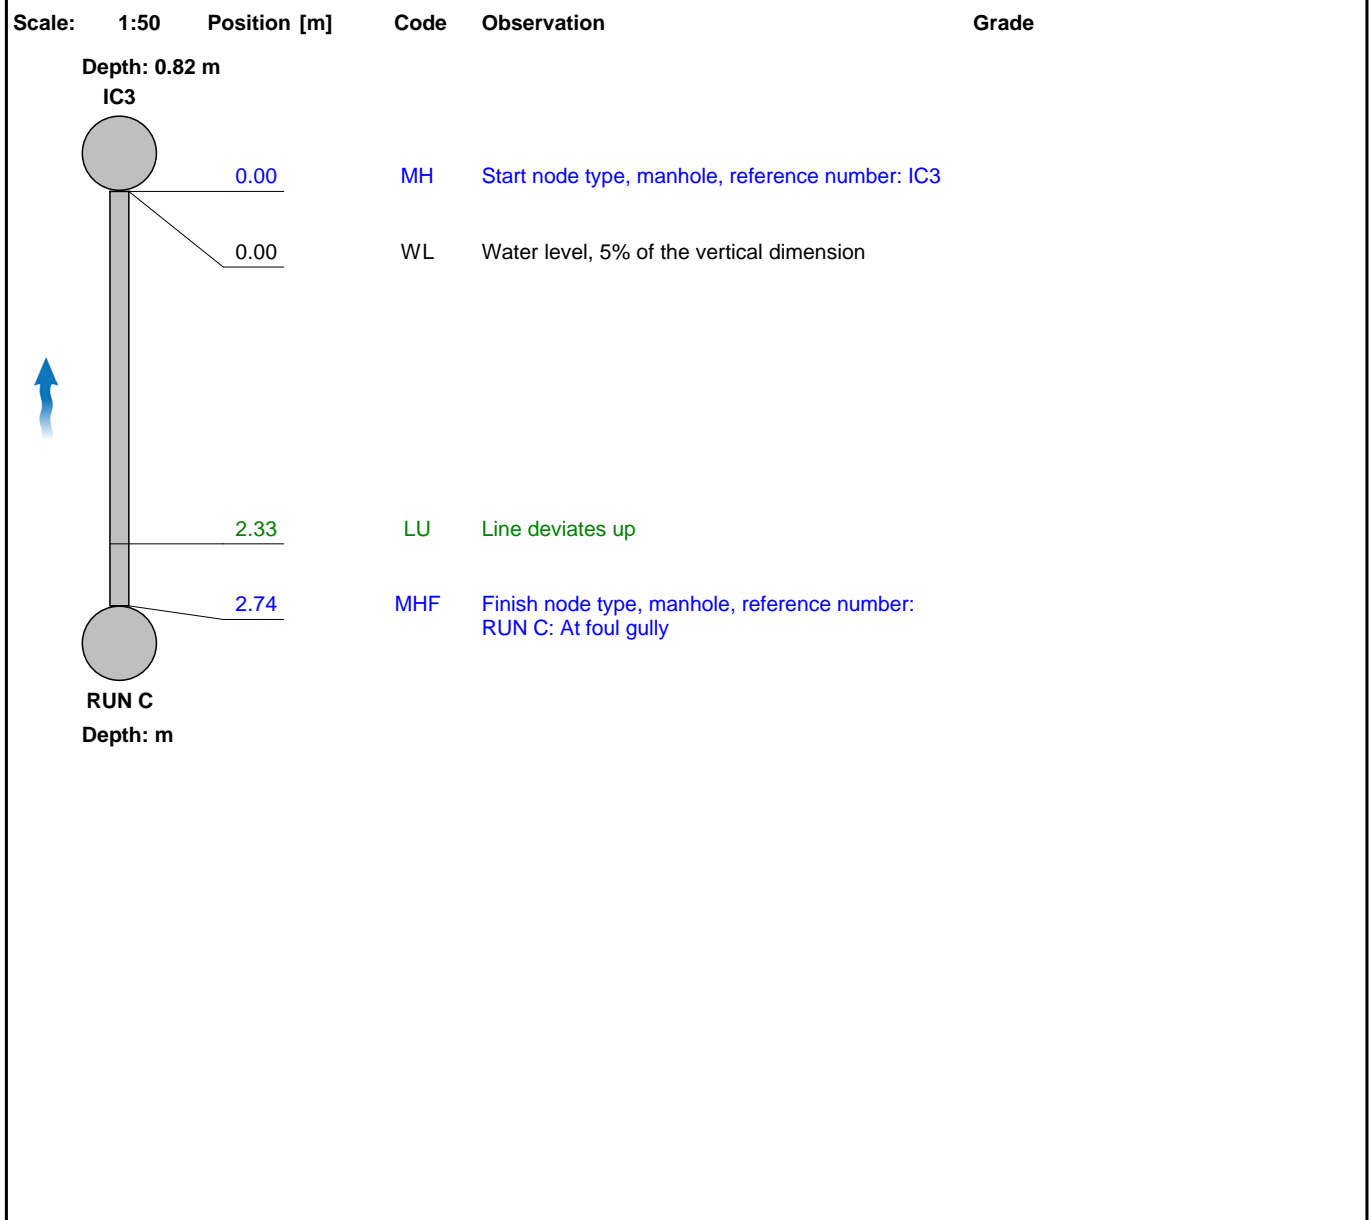 Scale: 1:50 Position [m] Code Observation Grade
Depth: 0.82 m
IC3
0.00 MH Start node type, manhole, reference number: IC3
0.00 WL Water level, 5% of the vertical dimension
2.33 LU Line deviates up
2.74 MHF Finish node type, manhole, reference number:
RUN C: At foul gully
RUN C
Depth: m